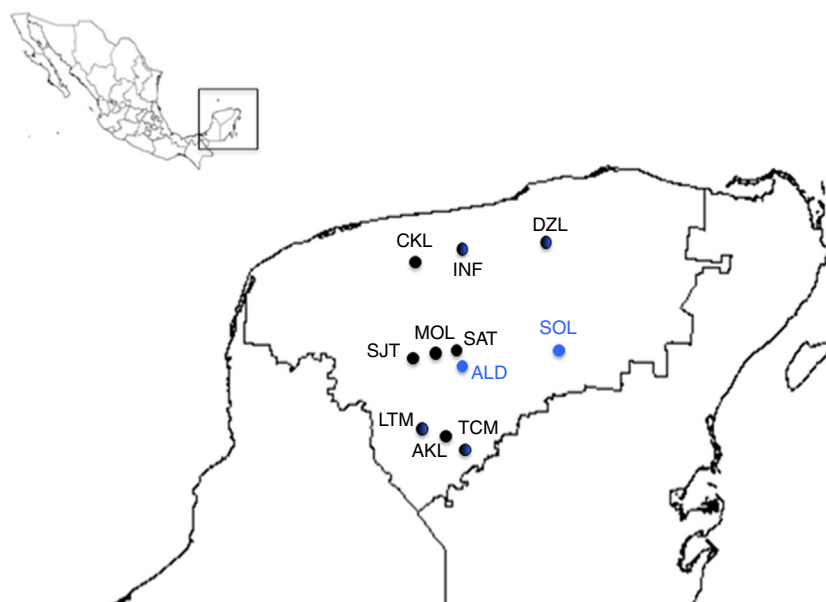 DZL
CKL
INF
SOL
MOL
SAT
SJT
ALD
LTM
TCM
AKL